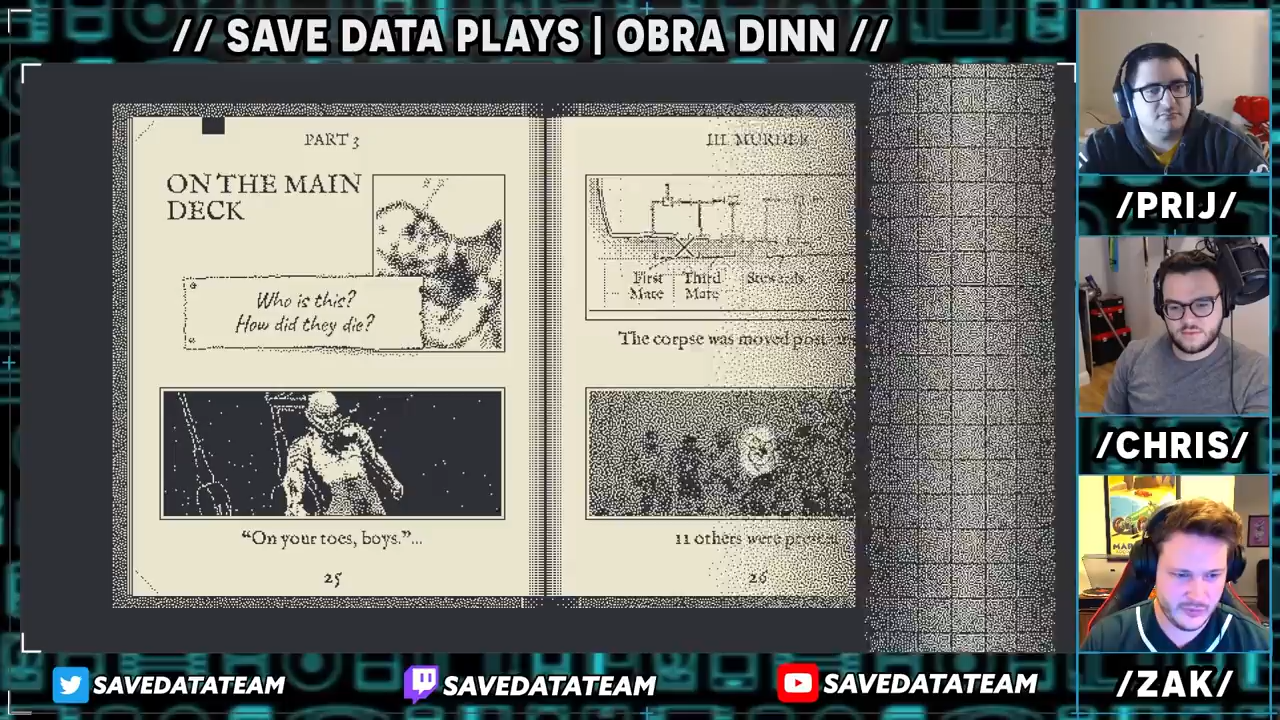 // SAVE DATA PLAYS | OBRA DINN //
PART 3
ON THE MAIN
DECK
Who is this?
How did they die?
"On your toes, boys."...
25
III. MURDER
First
Mate
Third
Mate
The corpse was moved post
11 others were present
26
/PRIJ/
/CHRIS/
/ZAK/
SAVEDATATEAM
SAVEDATATEAM
SAVEDATATEAM